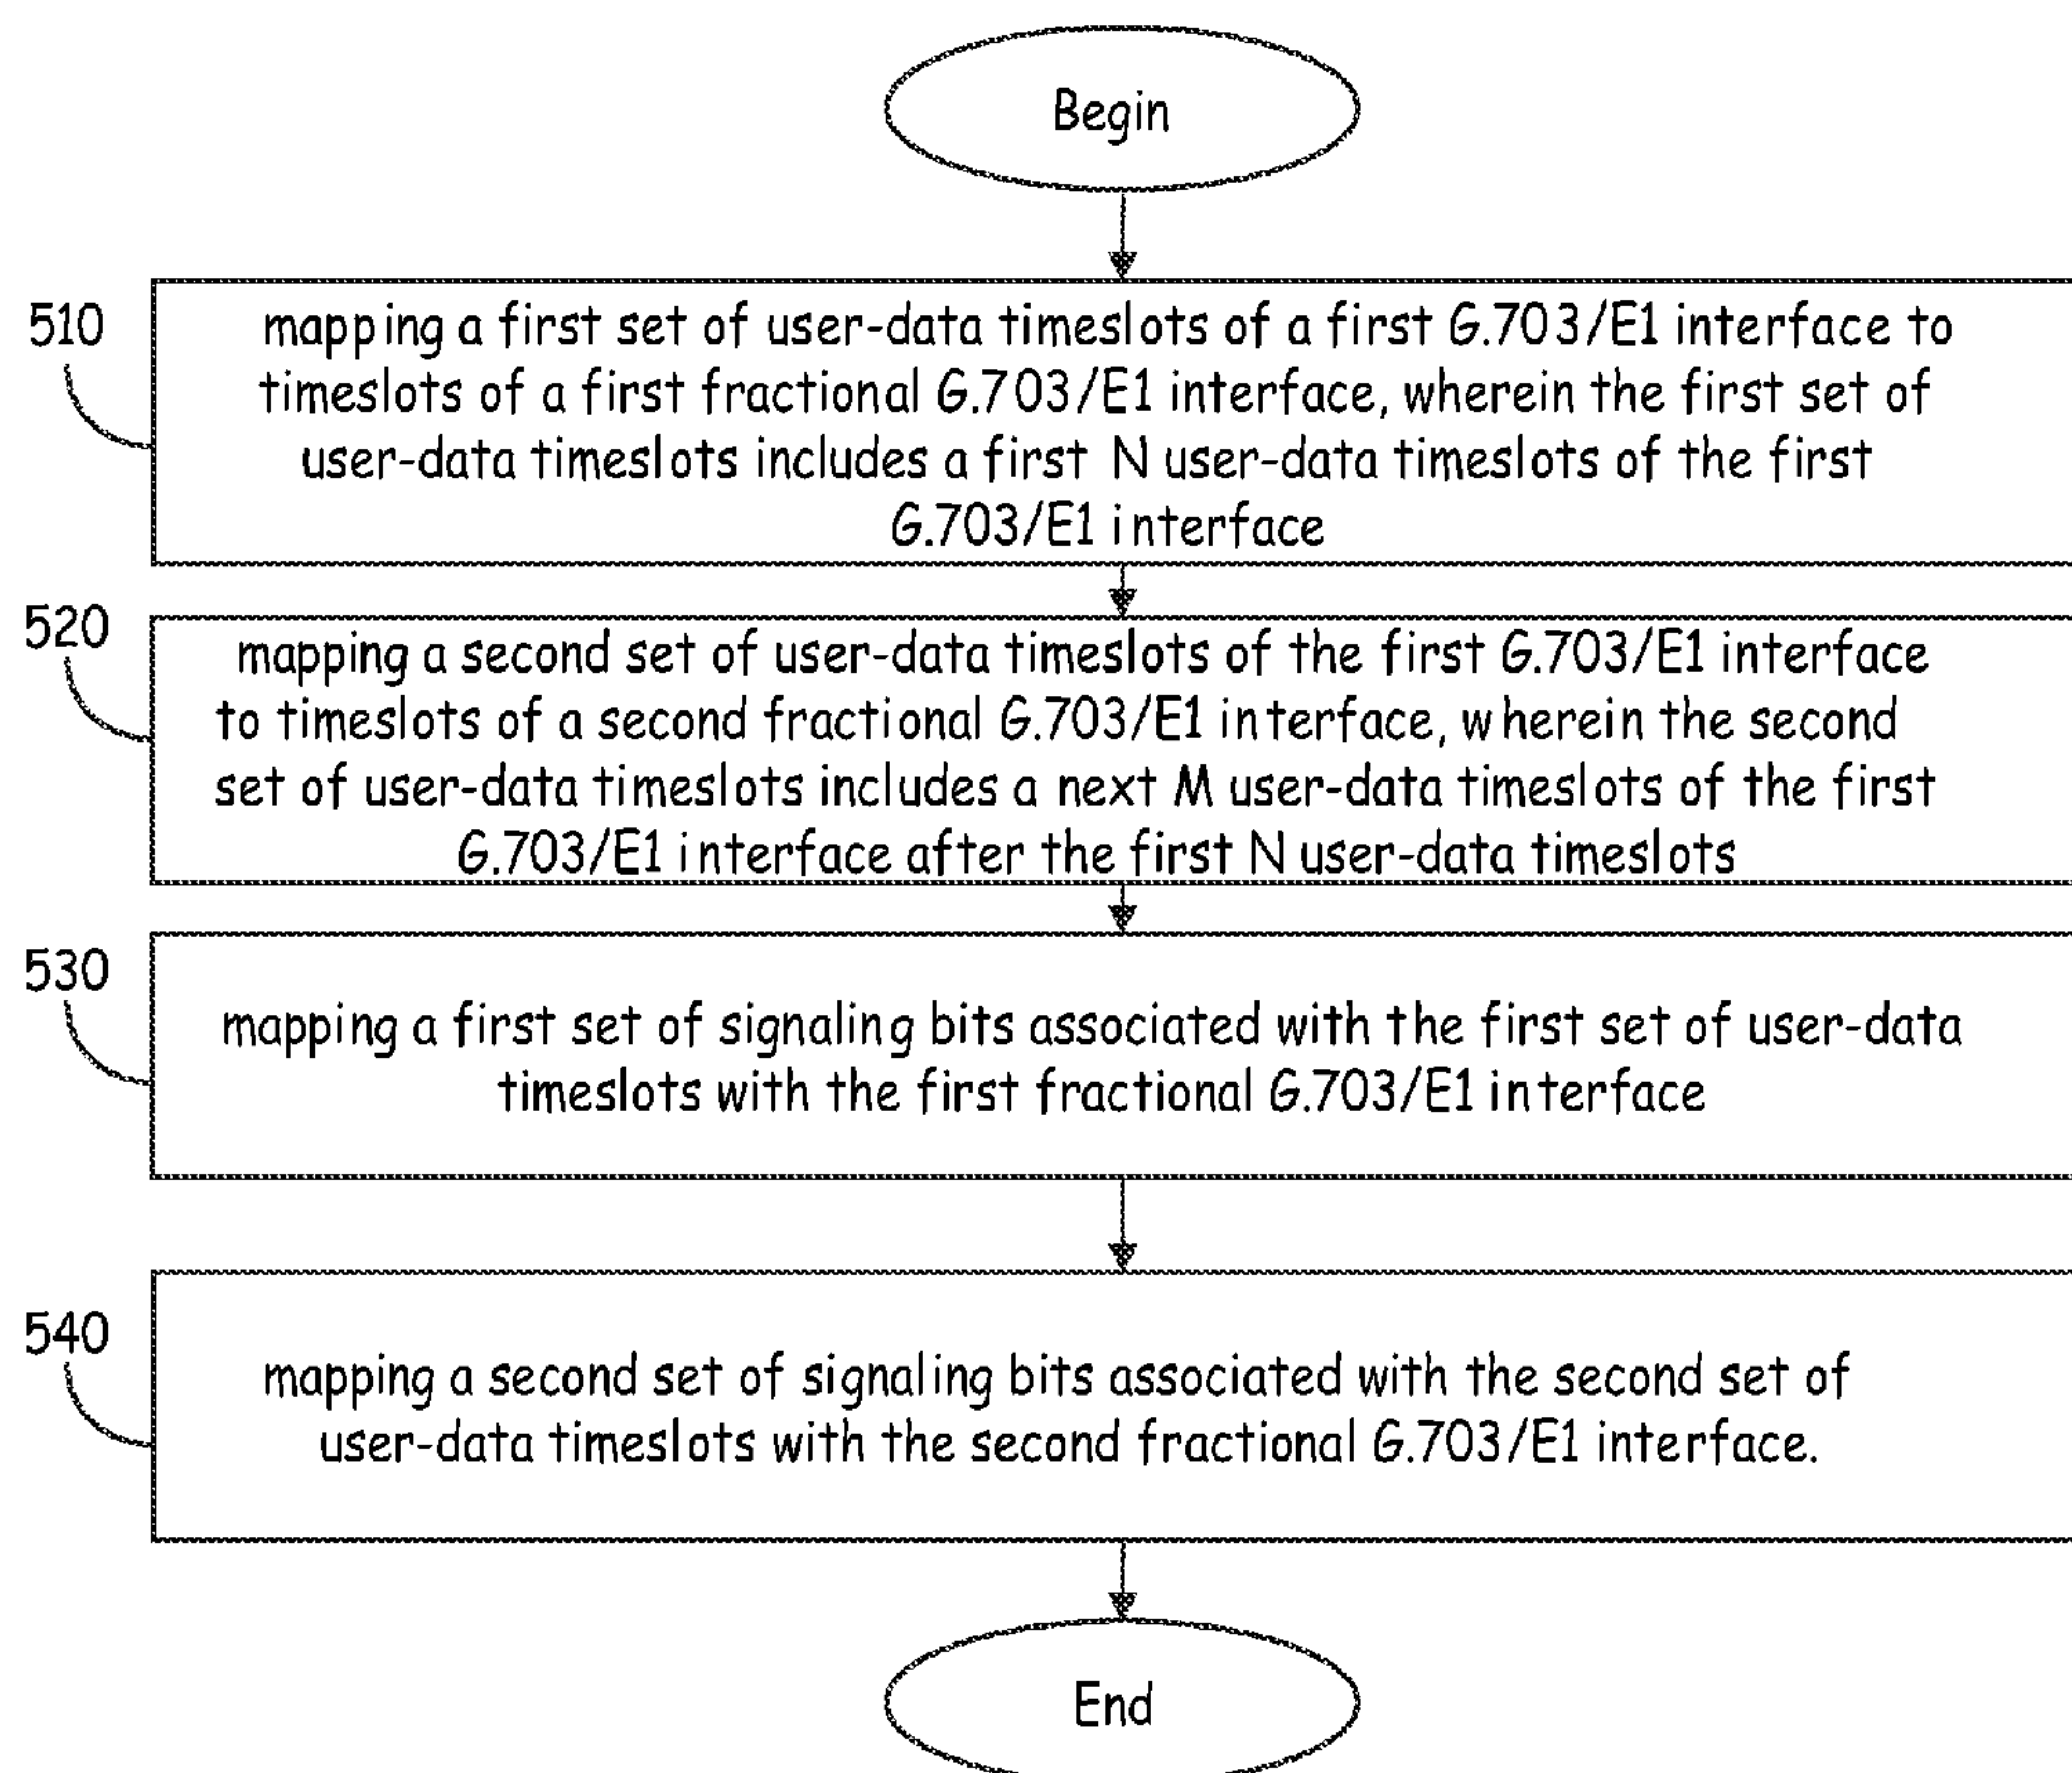 Begin
510
mapping a first set of user-data timeslots of a first G.703/E1 interface to
timeslots of a first fractional G.703/E1 interface, wherein the first set of
user-data timeslots includes a first N user-data timeslots of the first
G.703/E1 interface
520
mapping a second set of user-data timeslots of the first G.703/E1 interface
to timeslots of a second fractional G.703/E1 interface, wherein the second
set of user-data timeslots includes a next M user-data timeslots of the first
G.703/E1 interface after the first N user-data timeslots
530
mapping a first set of signaling bits associated with the first set of user-data
timeslots with the first fractional G.703/E1 interface
540
mapping a second set of signaling bits associated with the second set of
user-data timeslots with the second fractional G.703/E1 interface.
End